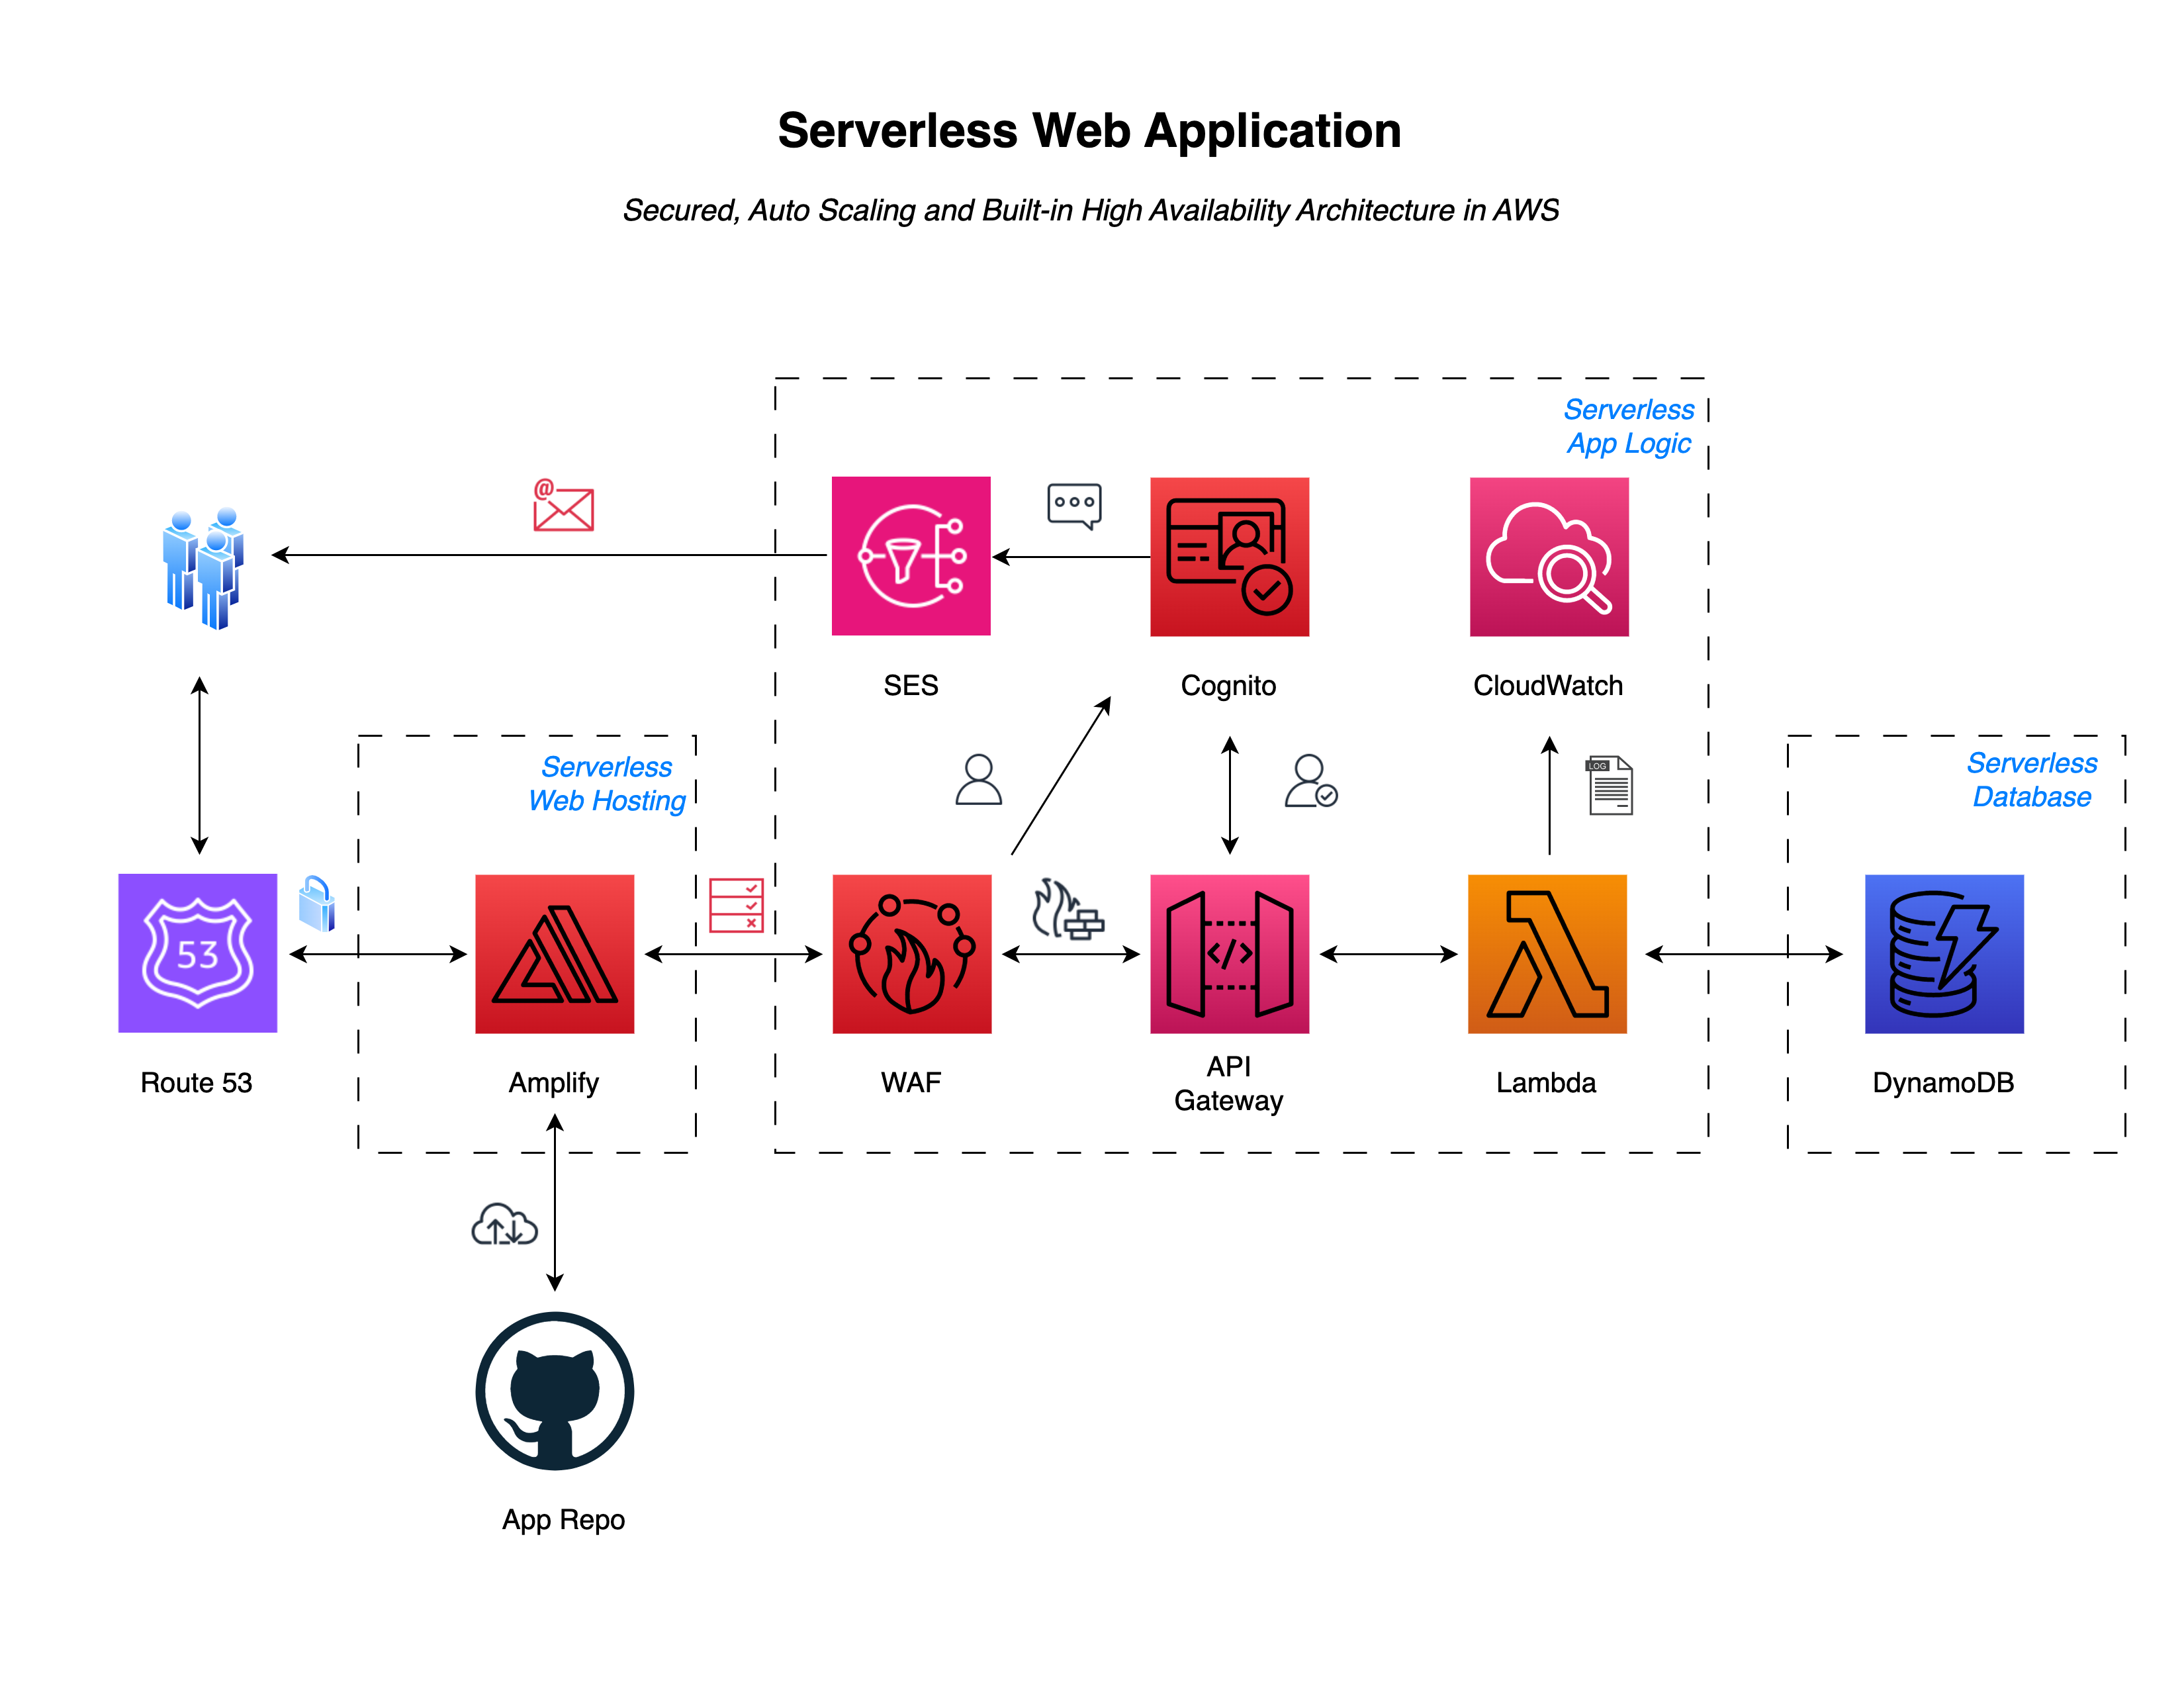 Serverless Web Application
Secured, Auto Scaling and Built-in High Availability Architecture in AWS
Serverless
App Logic
@
SES
Cognito
CloudWatch
Serverless
Web Hosting
LOG
Serverless
Database
53
</>
Route 53
Amplify
WAF
API
Gateway
Lambda
DynamoDB
App Repo